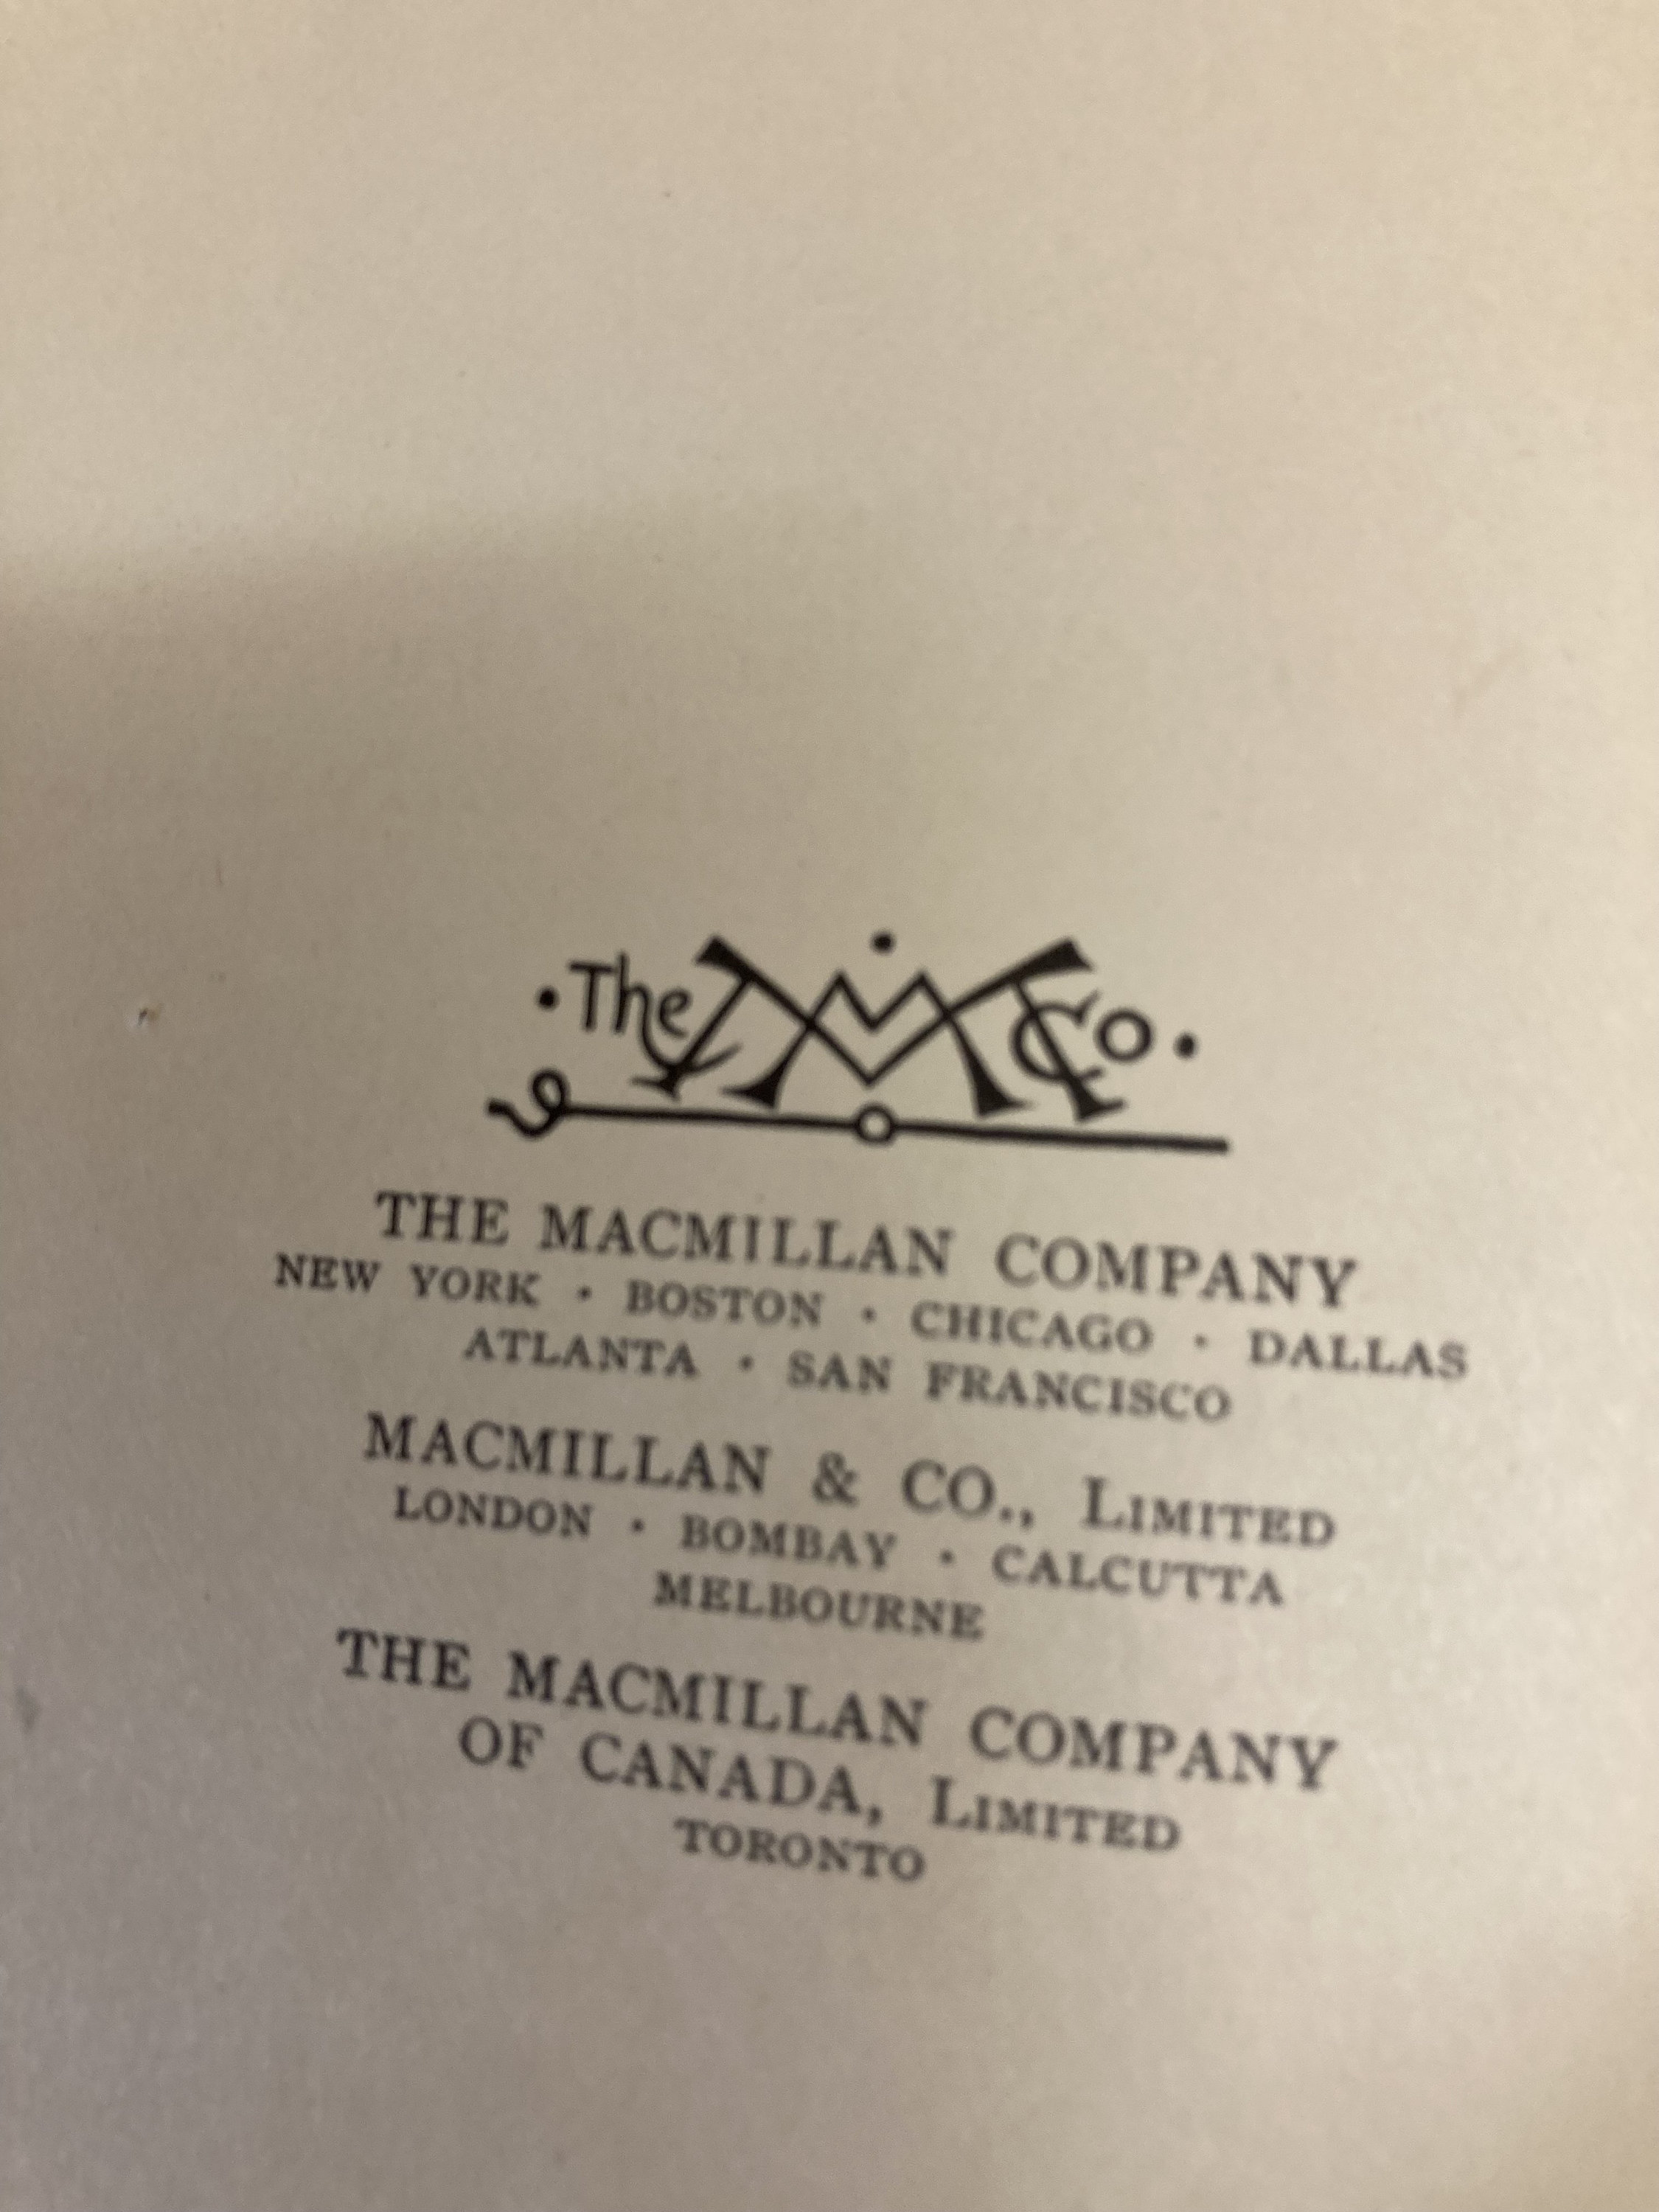 ·The MM Co·
THE MACMILLAN COMPANY
NEW YORK · BOSTON · CHICAGO · DALLAS
ATLANTA · SAN FRANCISCO
MACMILLAN & CO., LIMITED
LONDON · BOMBAY · CALCUTTA
MELBOURNE
THE MACMILLAN COMPANY
OF CANADA, LIMITED
TORONTO